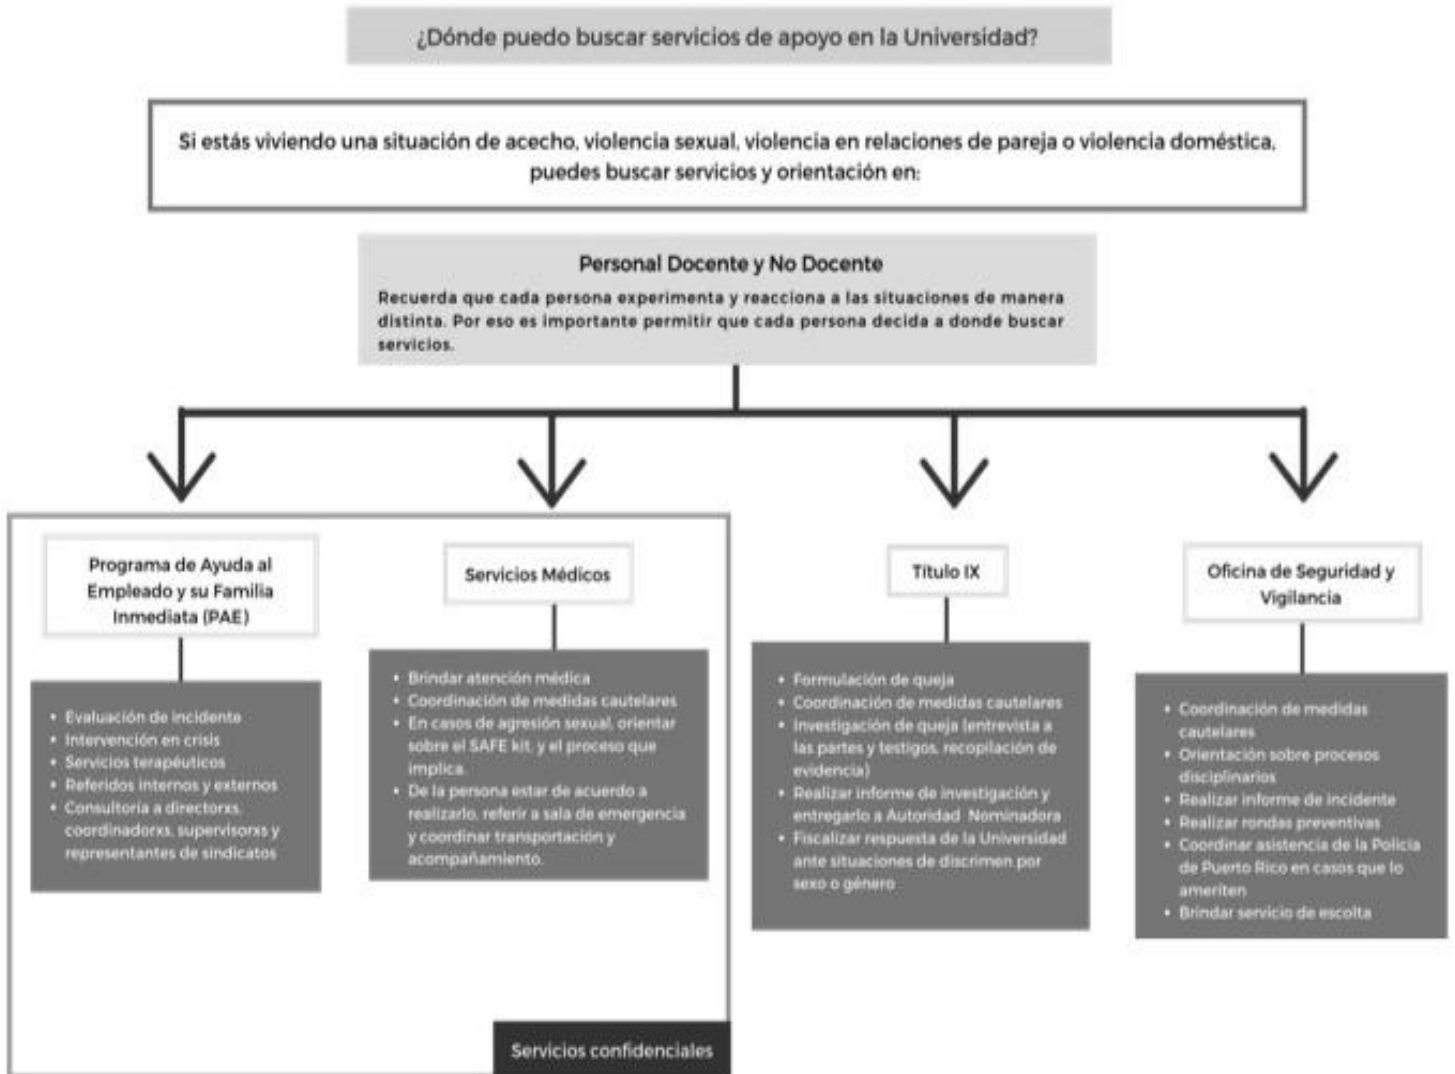 ¿Dónde puedo buscar servicios de apoyo en la Universidad?
Si estás viviendo una situación de acecho, violencia sexual, violencia en relaciones de pareja o violencia doméstica,
puedes buscar servicios y orientación en:
Personal Docente y No Docente
Recuerda que cada persona experimenta y reacciona a las situaciones de manera
distinta. Por eso es importante permitir que cada persona decida a donde buscar
servicios.
Programa de Ayuda al
Empleado y su Familia
Inmediata (PAE)
• Evaluación de incidente
• Intervención en crisis
• Servicios terapéuticos
• Referidos internos y externos
• Consultoría a directorxs,
coordinadorxs, supervisorxs y
representantes de sindicatos
Servicios Médicos
• Brindar atención médica
• Coordinación de medidas cautelares
• En casos de agresión sexual, orientar
sobre el SAFE kit, y el proceso que
implica.
• De la persona estar de acuerdo a
realizarlo, referir a sala de emergencia
y coordinar transportación y
acompañamiento.
Servicios confidenciales
Título IX
• Formulación de queja
• Coordinación de medidas cautelares
• Investigación de queja (entrevista a
las partes y testigos, recopilación de
evidencia)
• Realizar informe de investigación y
entregarlo a Autoridad Nominadora
• Fiscalizar respuesta de la Universidad
ante situaciones de discrimen por
sexo o género
Oficina de Seguridad y
Vigilancia
• Coordinación de medidas
cautelares
• Orientación sobre procesos
disciplinarios
• Realizar informe de incidente
• Realizar rondas preventivas
• Coordinar asistencia de la Policía
de Puerto Rico en casos que lo
ameriten
• Brindar servicio de escolta